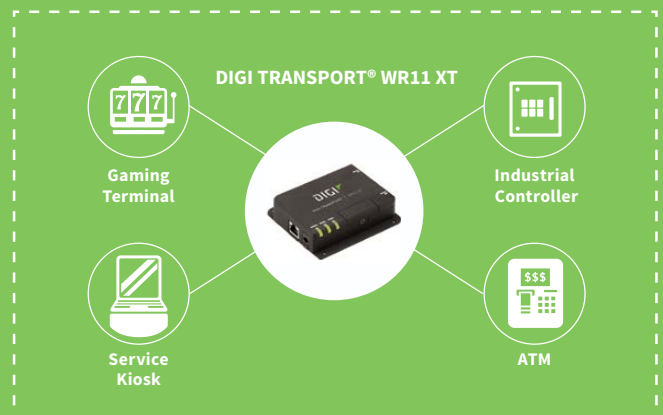 DIGI TRANSPORT® WR11 XT
777
Gaming
Terminal
Industrial
Controller
DIGI
$$$
Service
Kiosk
ATM